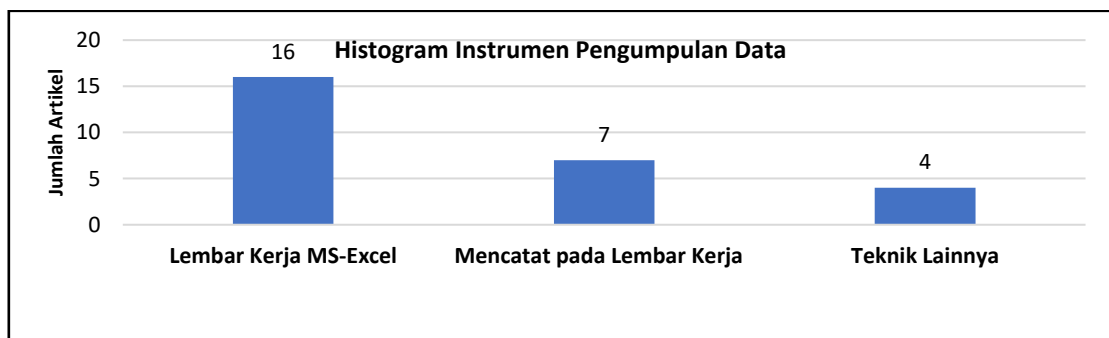 Histogram Instrumen Pengumpulan Data
Jumlah Artikel
20
15
10
5
0
16
7
4
Lembar Kerja MS-Excel
Mencatat pada Lembar Kerja
Teknik Lainnya